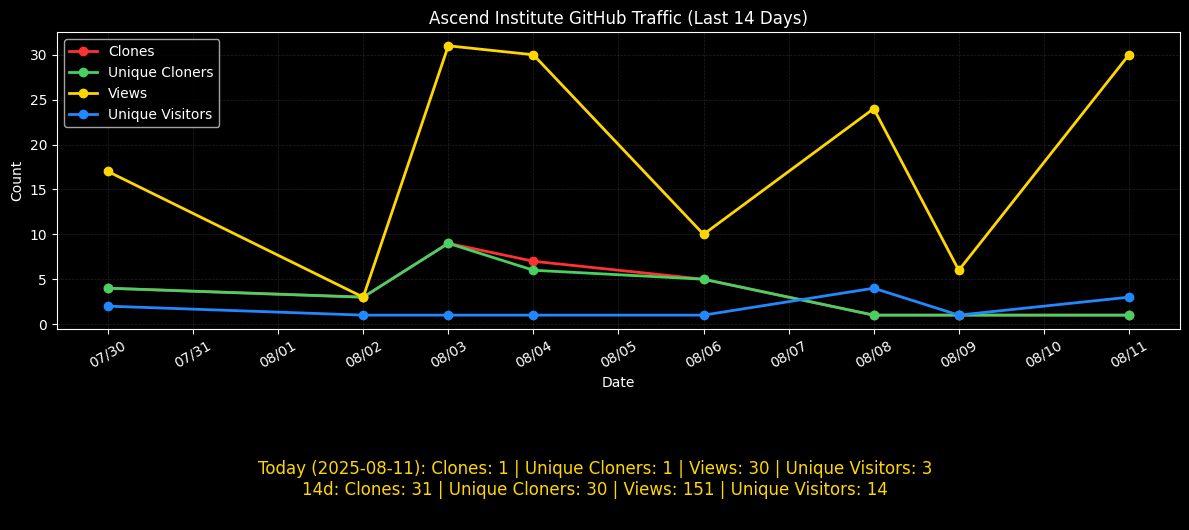 Ascend Institute GitHub Traffic (Last 14 Days)
Clones
Unique Cloners
Views
Unique Visitors
Count
30
25
20
15
10
5
0
07/30 07/31 08/01 08/02 08/03 08/04 08/05 08/06 08/07 08/08 08/09 08/10 08/11
Date
Today (2025-08-11): Clones: 1 | Unique Cloners: 1 | Views: 30 | Unique Visitors: 3
14d: Clones: 31 | Unique Cloners: 30 | Views: 151 | Unique Visitors: 14